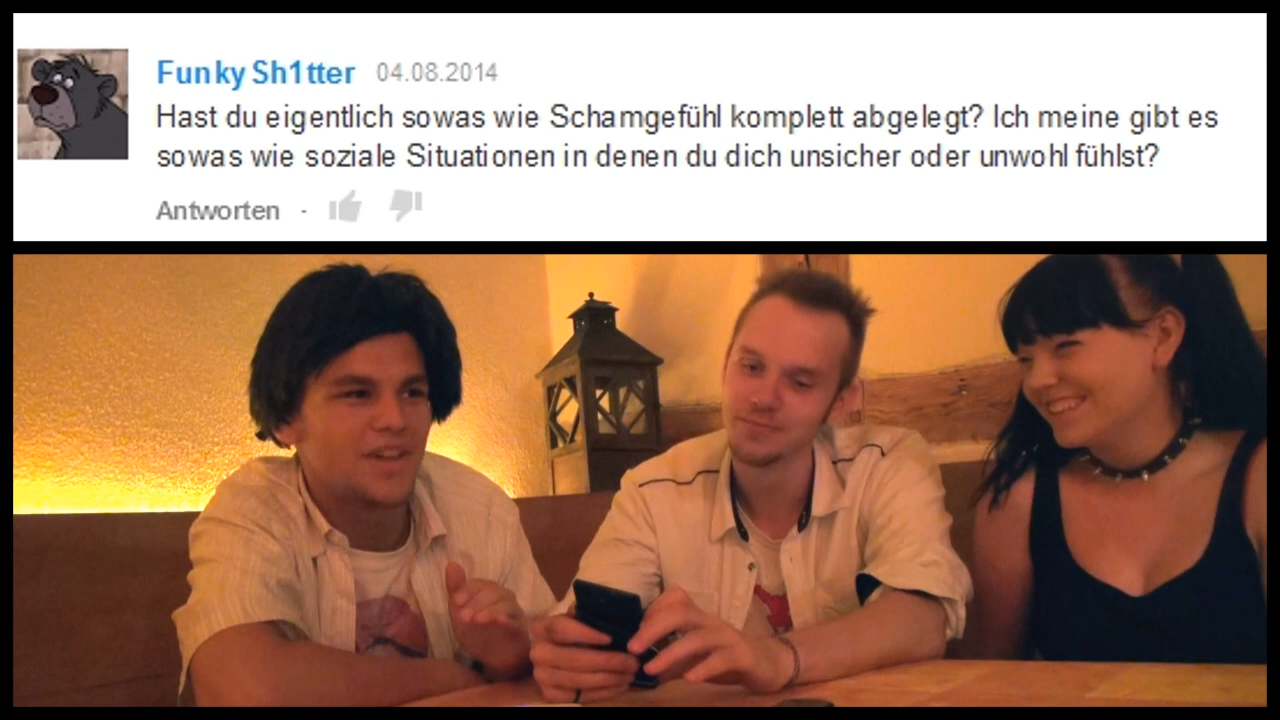 Funky Sh1tter 04.08.2014
Hast du eigentlich sowas wie Schamgefühl komplett abgelegt? Ich meine gibt es
sowas wie soziale Situationen in denen du dich unsicher oder unwohl fühlst?
Antworten ·